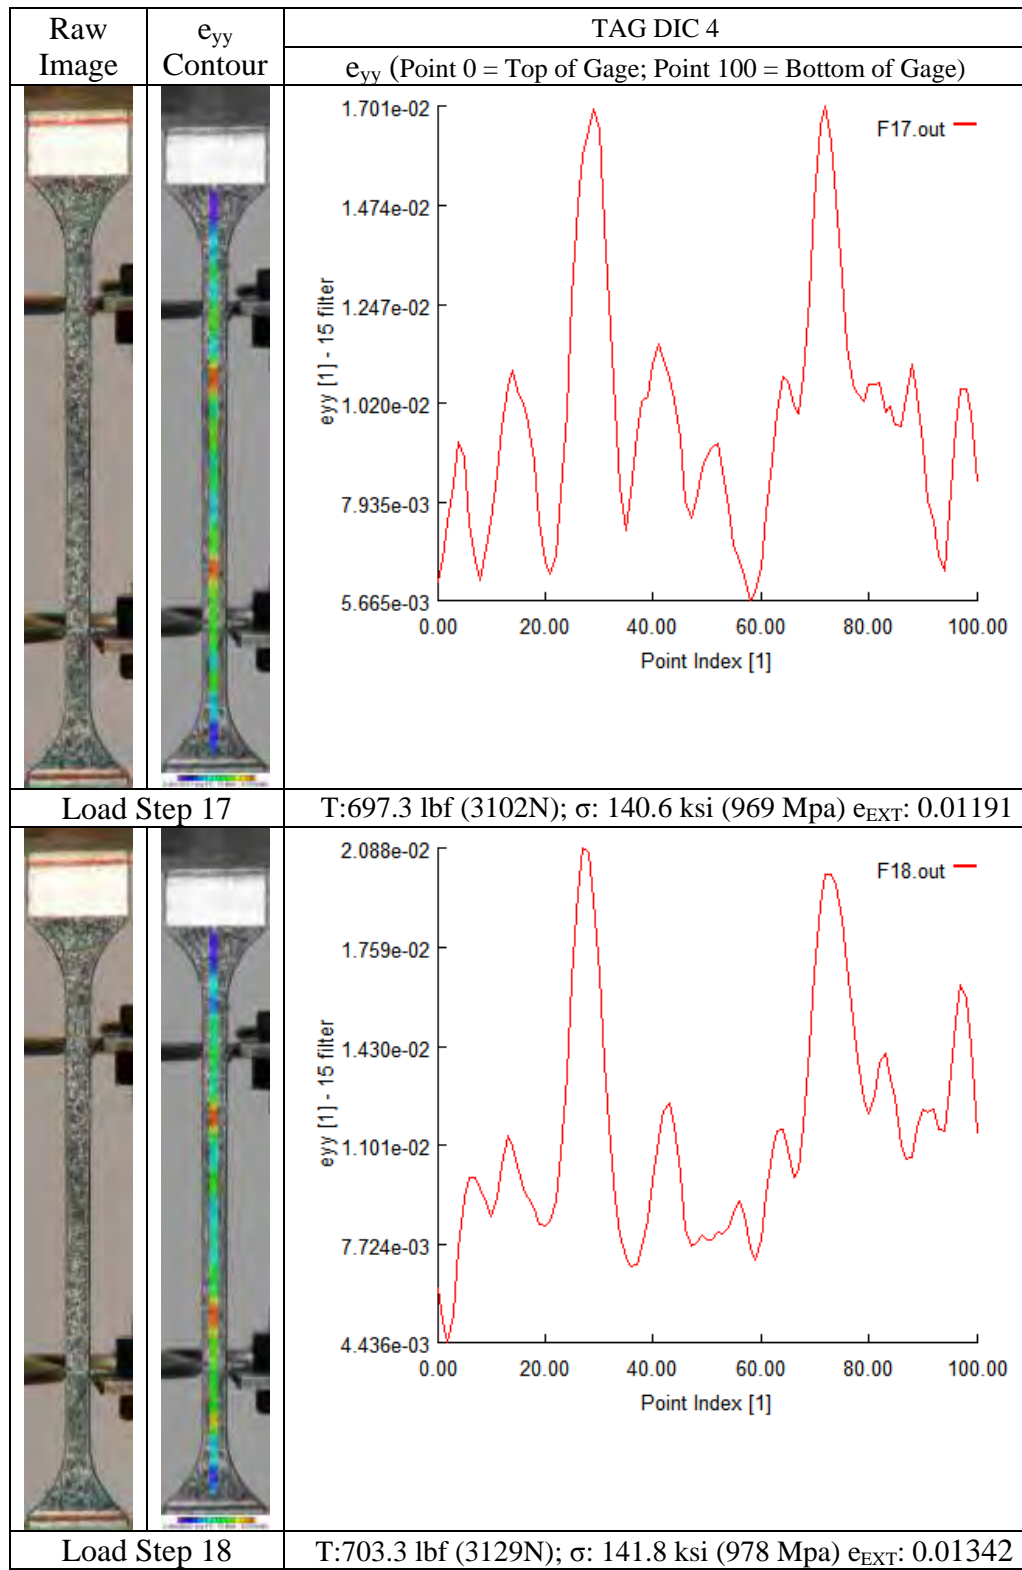 Raw
Image
e_yy
Contour
TAG DIC 4
e_yy (Point 0 = Top of Gage; Point 100 = Bottom of Gage)
1.701e-02
1.474e-02
1.247e-02
1.020e-02
7.935e-03
5.665e-03
eyy [1] - 15 filter
F17.out
0.00 20.00 40.00 60.00 80.00 100.00
Point Index [1]
Load Step 17
T:697.3 lbf (3102N); σ: 140.6 ksi (969 Mpa) e_EXT: 0.01191
2.088e-02
1.759e-02
1.430e-02
1.101e-02
7.724e-03
4.436e-03
eyy [1] - 15 filter
F18.out
0.00 20.00 40.00 60.00 80.00 100.00
Point Index [1]
Load Step 18
T:703.3 lbf (3129N); σ: 141.8 ksi (978 Mpa) e_EXT: 0.01342